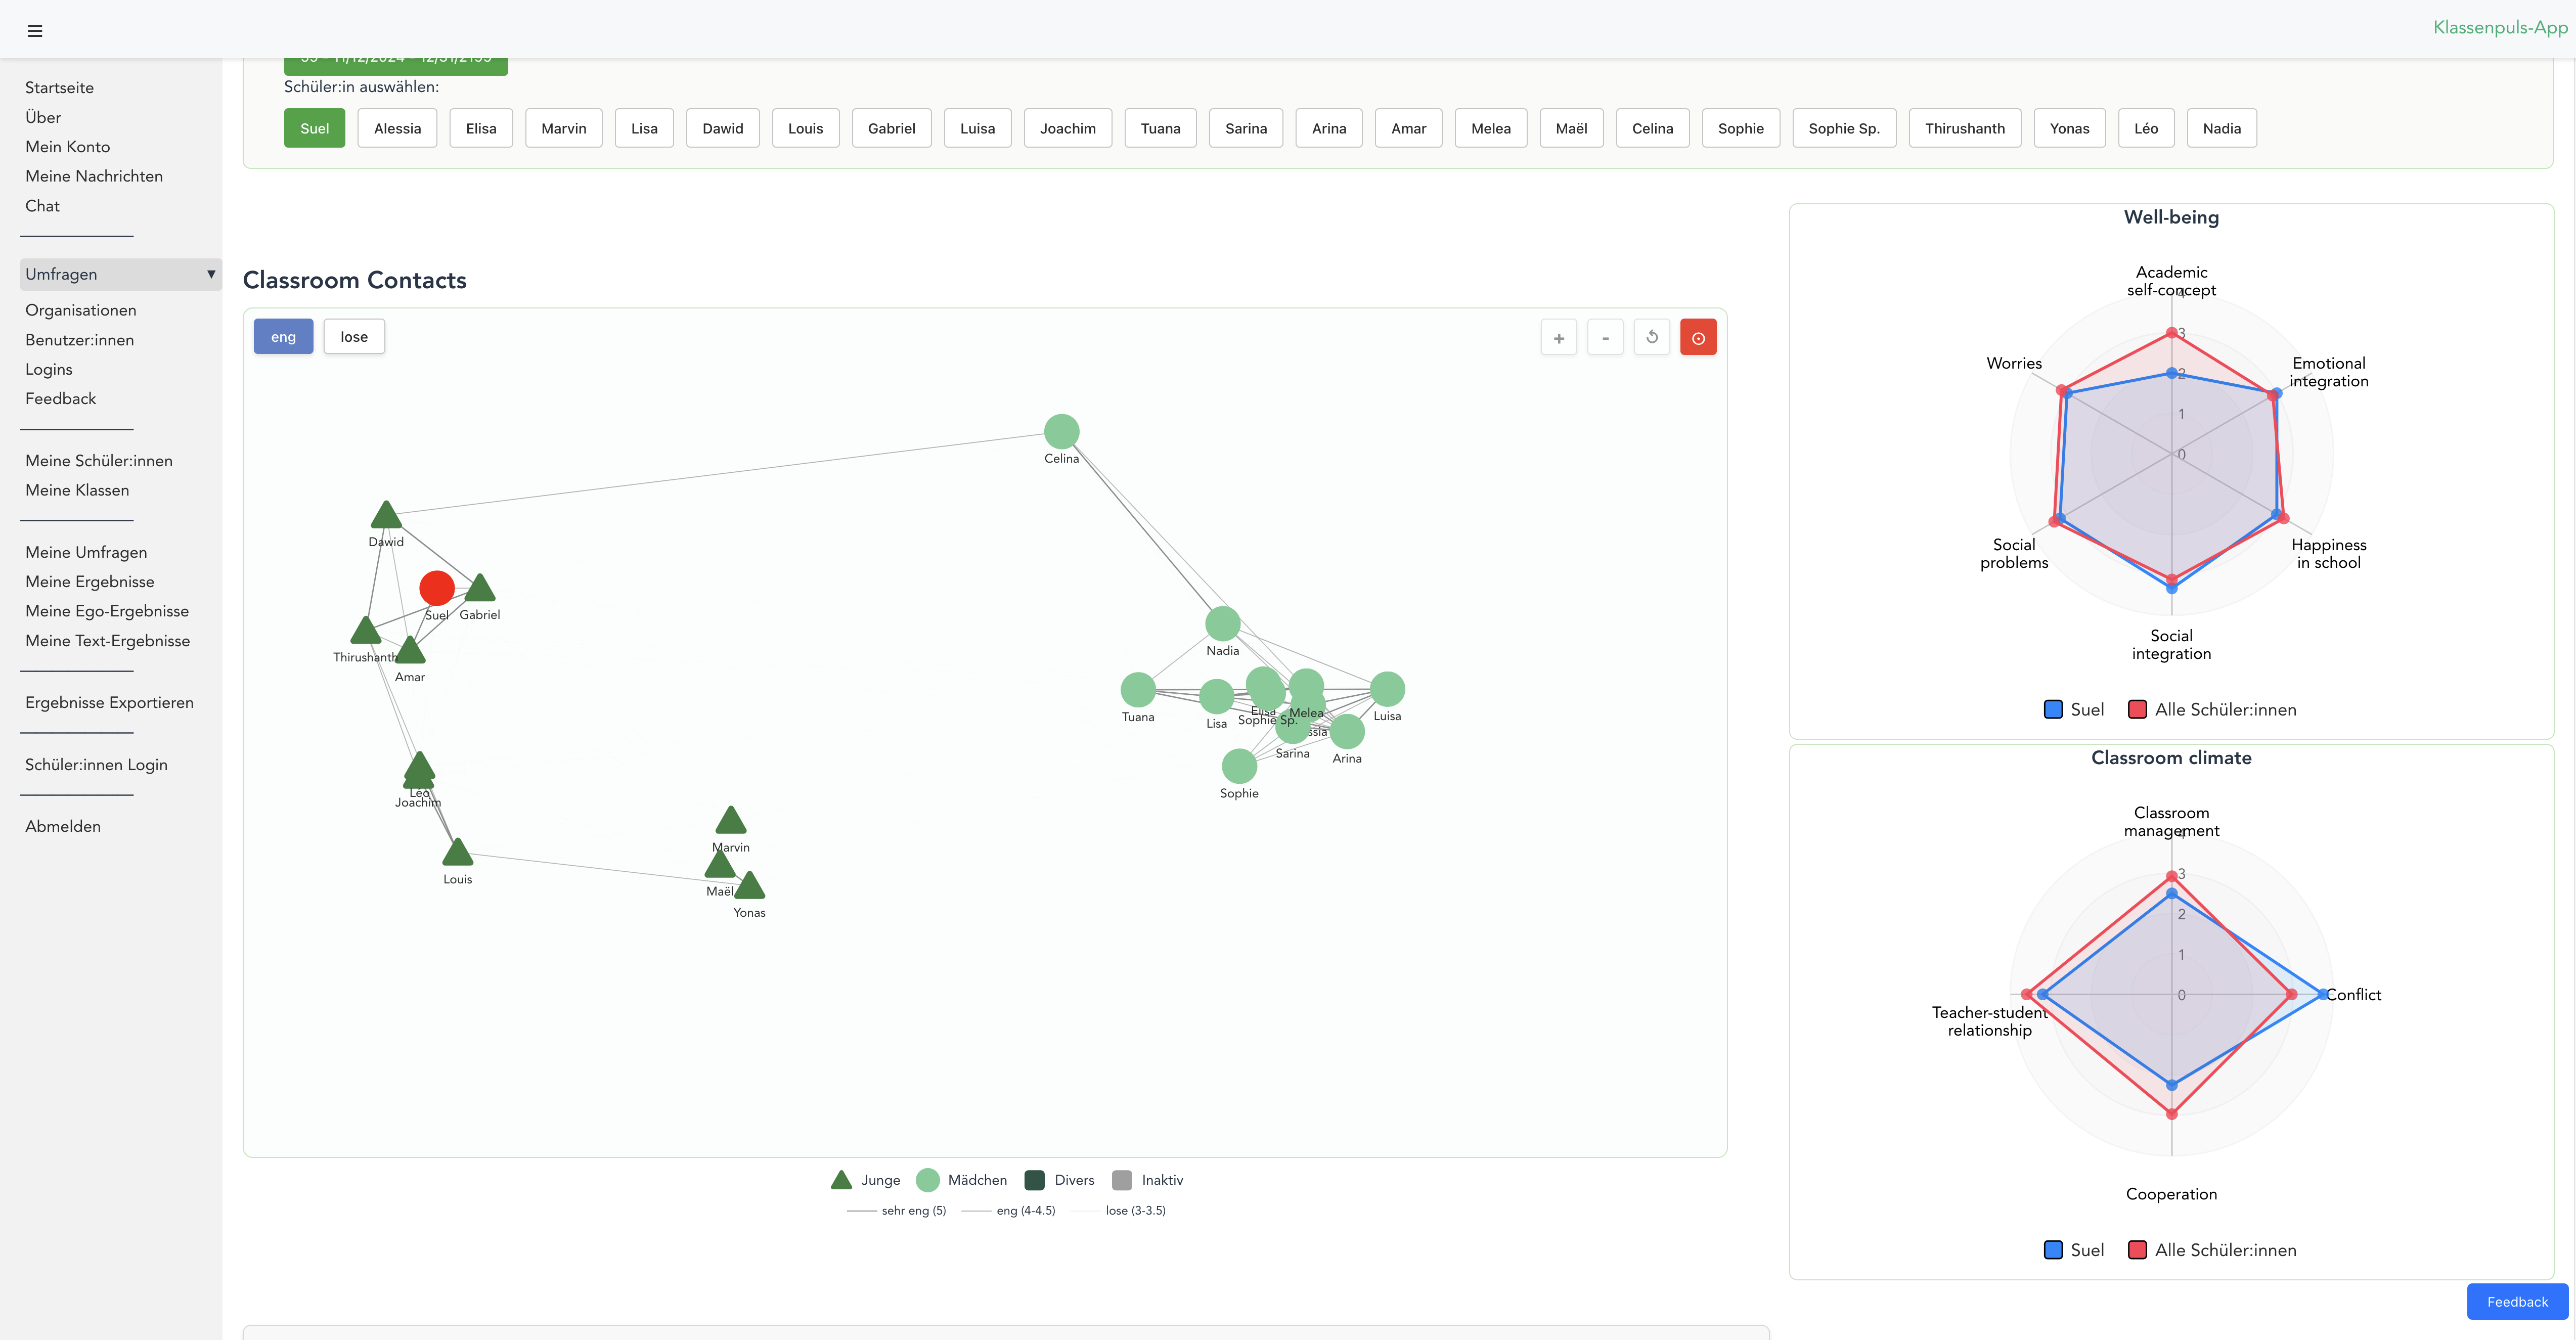 ☰
Klassenpuls-App
Startseite
Über
Mein Konto
Meine Nachrichten
Chat
Umfragen ▼
Organisationen
Benutzer:innen
Logins
Feedback
Meine Schüler:innen
Meine Klassen
Meine Umfragen
Meine Ergebnisse
Meine Ego-Ergebnisse
Meine Text-Ergebnisse
Ergebnisse Exportieren
Schüler:innen Login
Abmelden
Schüler:in auswählen:
Suel Alessia Elisa Marvin Lisa Dawid Louis Gabriel Luisa Joachim Tuana Sarina Arina Amar Melea Maël Celina Sophie Sophie Sp. Thirushanth Yonas Léo Nadia
Classroom Contacts
eng lose
+ - ↺ ⊙
Celina
Dawid
Suel Gabriel
Thirushanth
Amar
Nadia
Tuana
Lisa
Elisa
Sophie Sp.
Melea
Luisa
Sarina
Arina
Sophie
Léo
Joachim
Louis
Marvin
Maël
Yonas
Junge Mädchen Divers Inaktiv
sehr eng (5) eng (4-4.5) lose (3-3.5)
Well-being
Academic
self-concept
Emotional
integration
Happiness
in school
Social
integration
Social
problems
Worries
4
3
2
1
0
Suel Alle Schüler:innen
Classroom climate
Classroom
management
Conflict
Cooperation
Teacher-student
relationship
4
3
2
1
0
Suel Alle Schüler:innen
Feedback